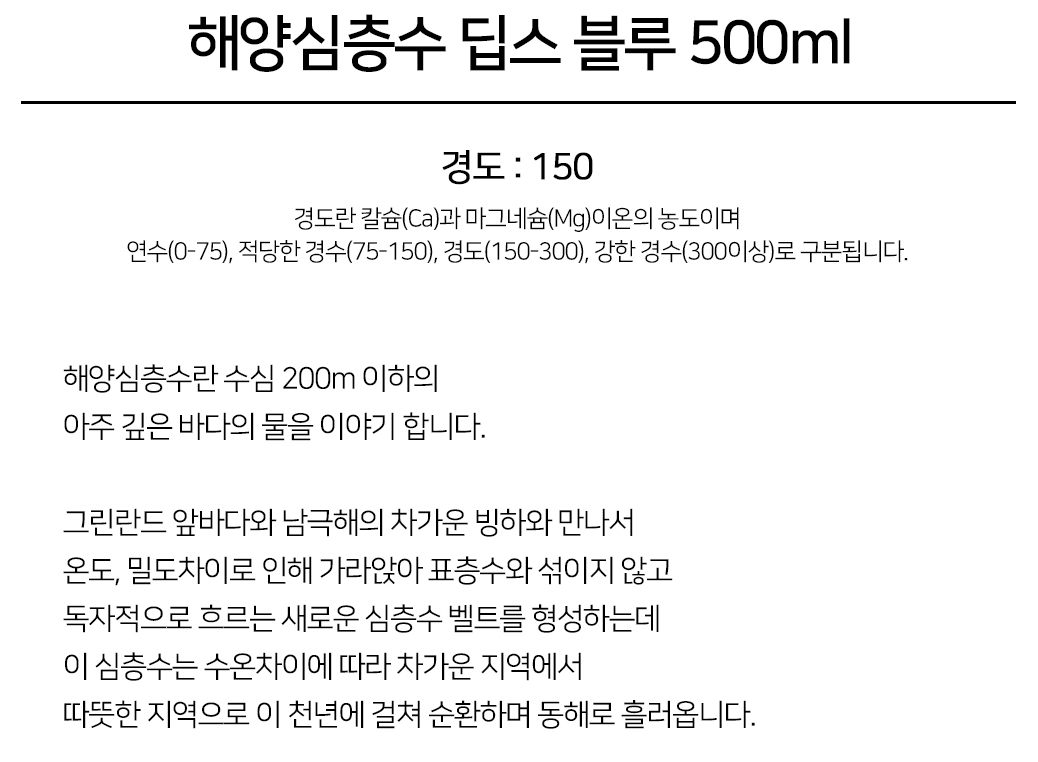 해양심층수 딥스 블루 500ml
경도 : 150
경도란 칼슘(Ca)과 마그네슘(Mg)이온의 농도이며
연수(0-75), 적당한 경수(75-150), 경도(150-300), 강한 경수(300이상)로 구분됩니다.
해양심층수란 수심 200m 이하의
아주 깊은 바다의 물을 이야기 합니다.
그린란드 앞바다와 남극해의 차가운 빙하와 만나서
온도, 밀도차이로 인해 가라앉아 표층수와 섞이지 않고
독자적으로 흐르는 새로운 심층수 벨트를 형성하는데
이 심층수는 수온차이에 따라 차가운 지역에서
따뜻한 지역으로 이 천년에 걸쳐 순환하며 동해로 흘러옵니다.